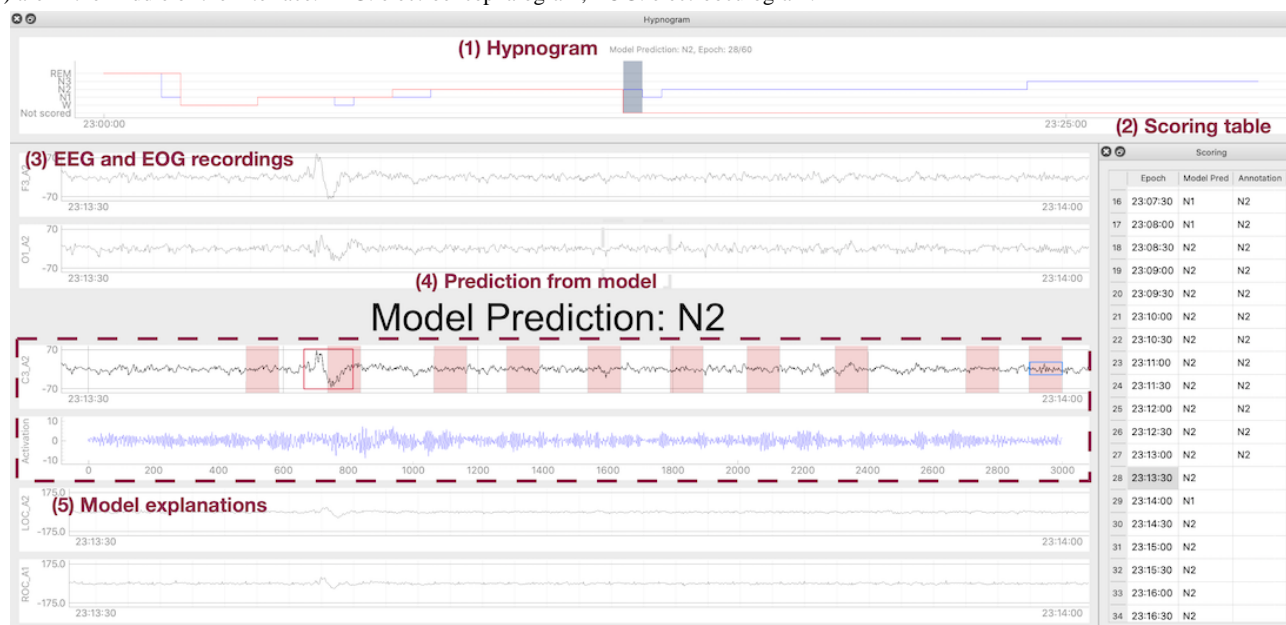 Hypnogram
(1) Hypnogram Model Prediction: N2, Epoch: 28/60
REM
N3
N2
N1
W
Not scored
23:00:00 23:25:00
(2) Scoring table
(3) EEG and EOG recordings
F3_A2
70
-70
23:13:30 23:14:00
O1_A2
70
-70
23:13:30 23:14:00
(4) Prediction from model
Model Prediction: N2
C3_A2
70
-70
23:13:30 23:14:00
Activation
10
0
-10
0 200 400 600 800 1000 1200 1400 1600 1800 2000 2200 2400 2600 2800 3000
(5) Model explanations
LOC_A2
175.0
-175.0
23:13:30 23:14:00
ROC_A1
175.0
-175.0
23:13:30 23:14:00
Scoring
Epoch Model Pred Annotation
16 23:07:30 N1 N2
17 23:08:00 N1 N2
18 23:08:30 N2 N2
19 23:09:00 N2 N2
20 23:09:30 N2 N2
21 23:10:00 N2 N2
22 23:10:30 N2 N2
23 23:11:00 N2 N2
24 23:11:30 N2 N2
25 23:12:00 N2 N2
26 23:12:30 N2 N2
27 23:13:00 N2 N2
28 23:13:30 N2
29 23:14:00 N1
30 23:14:30 N2
31 23:15:00 N2
32 23:15:30 N2
33 23:16:00 N2
34 23:16:30 N2